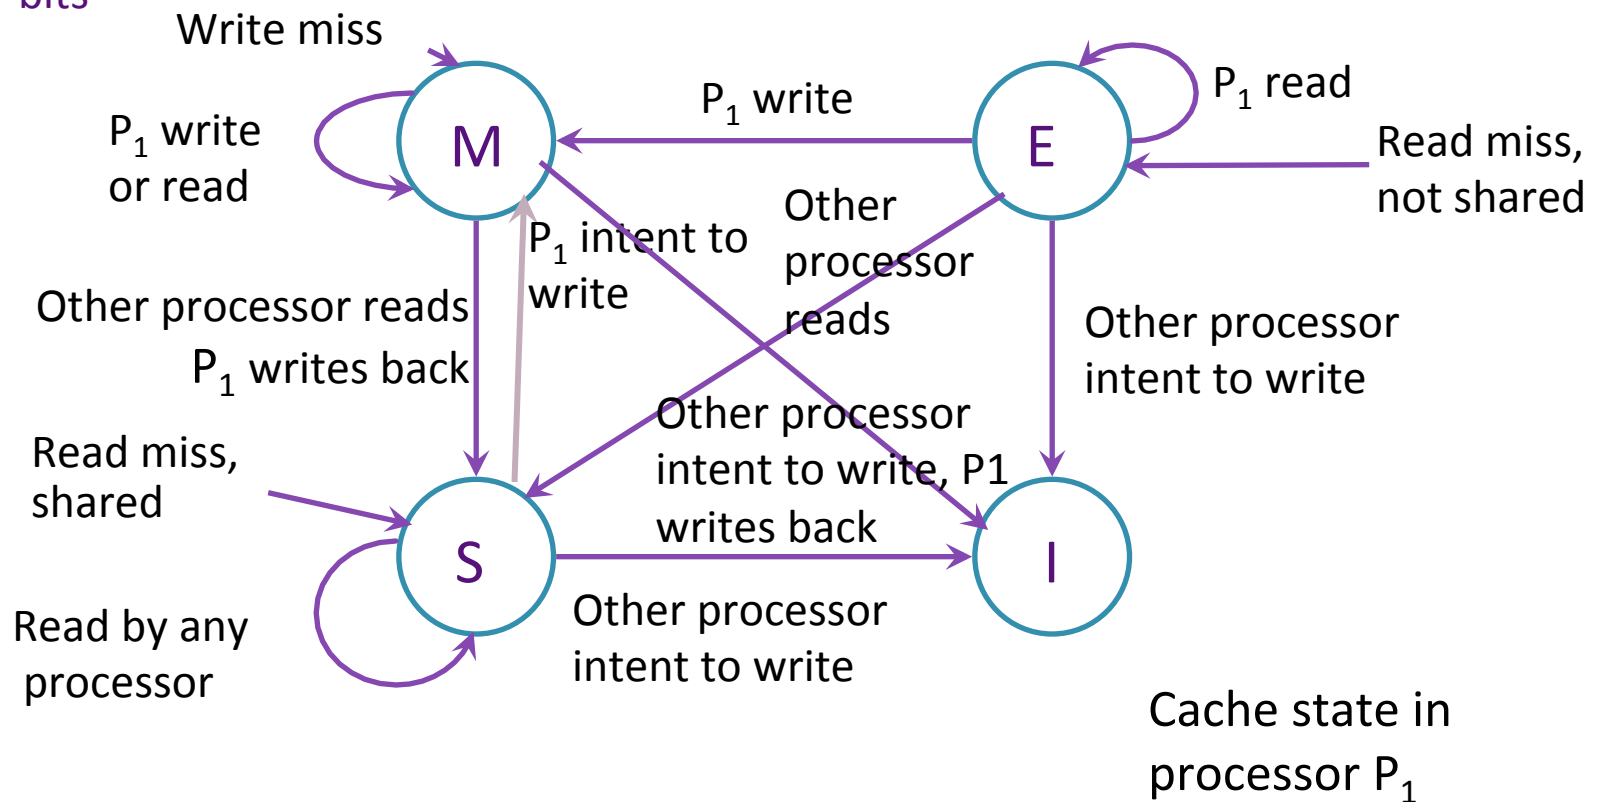 bits
Write miss
P₁ write
or read
M
P₁ write
E
P₁ read
Read miss,
not shared
P₁ intent to
write
Other
processor
reads
Other processor reads
P₁ writes back
Other processor
intent to write
Other processor
intent to write, P1
writes back
Read miss,
shared
S
I
Read by any
processor
Other processor
intent to write
Cache state in
processor P₁